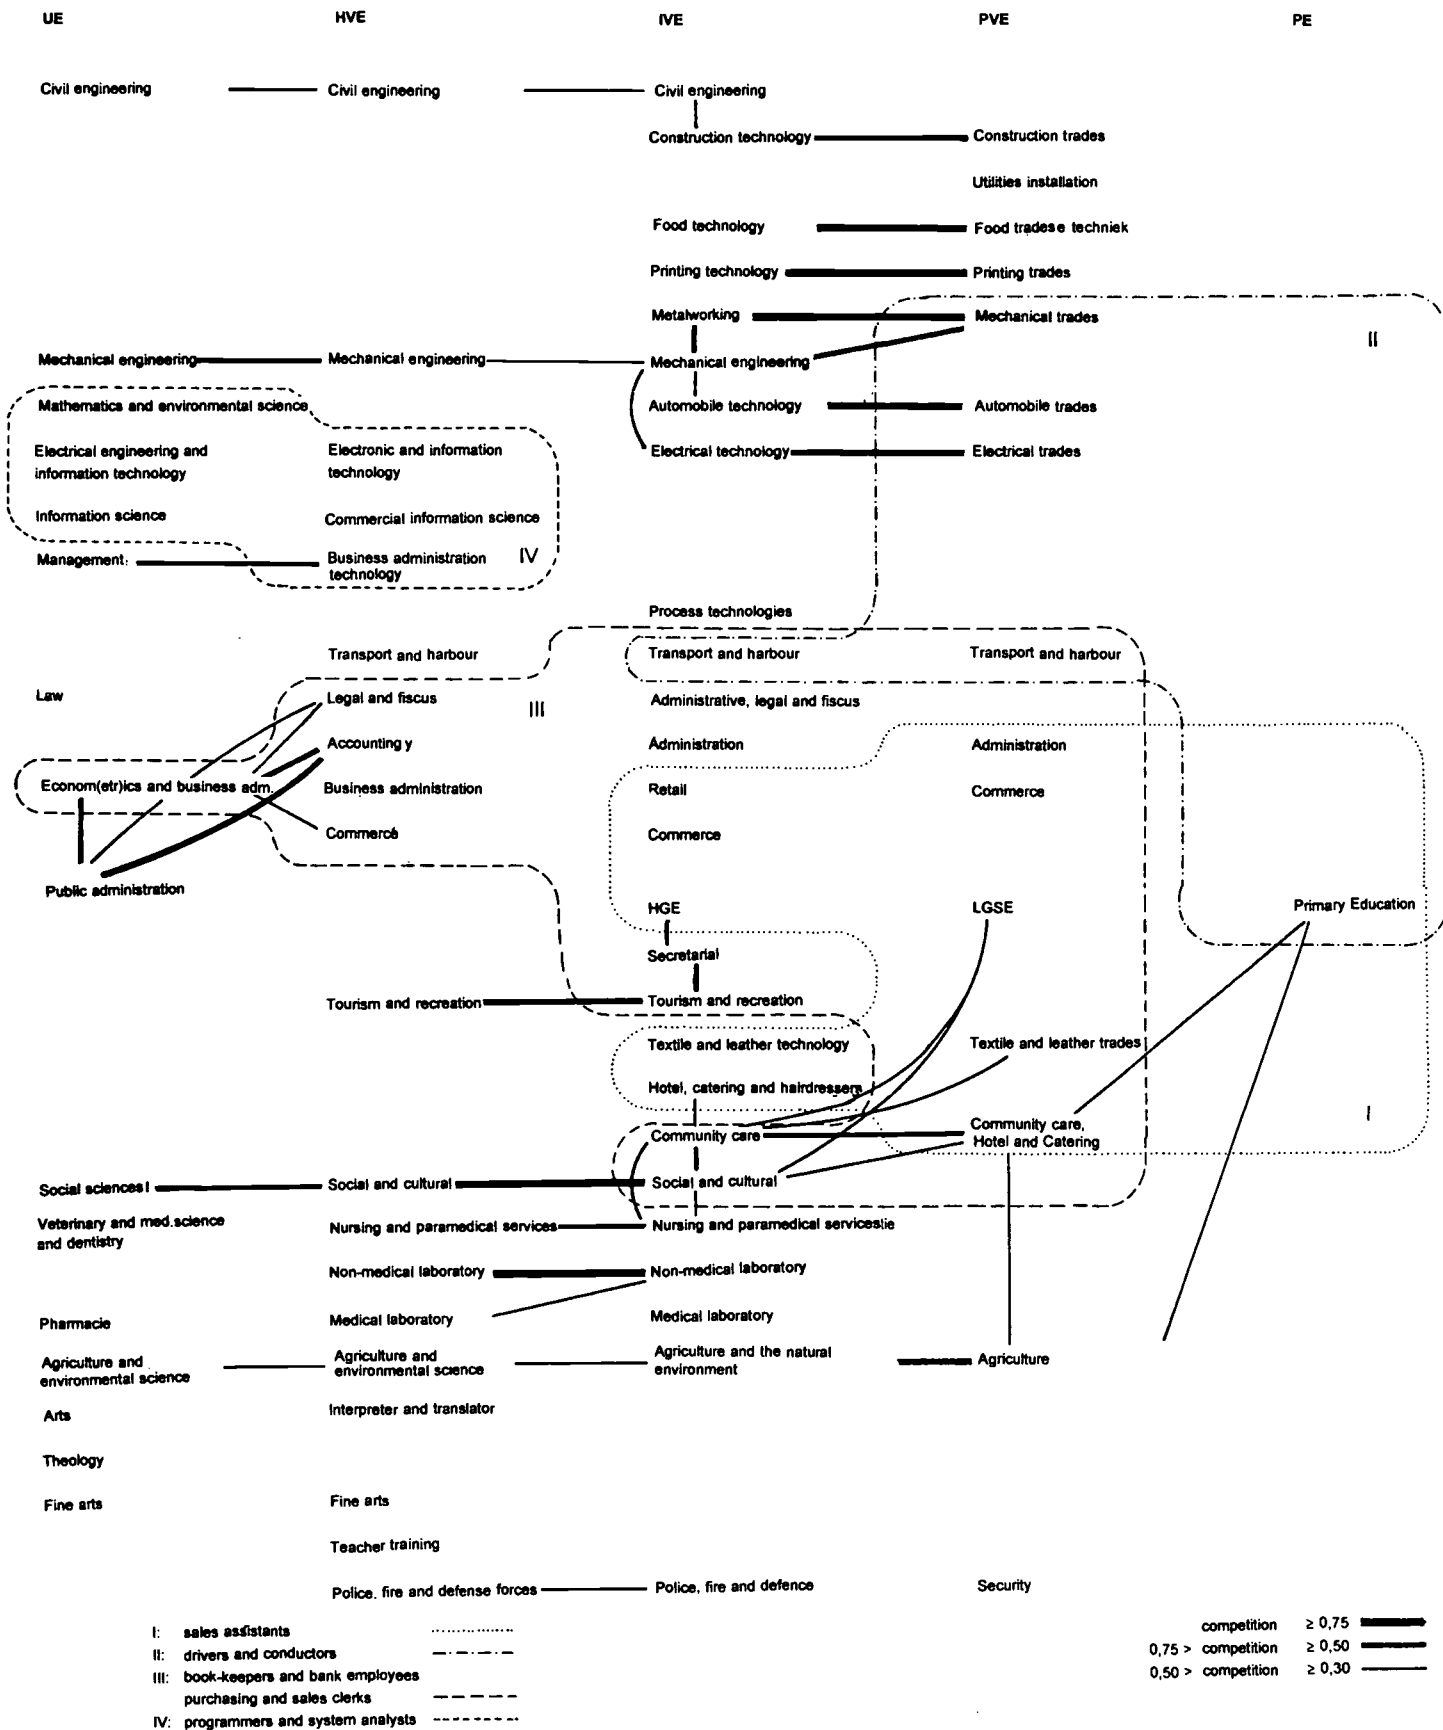 UE HVE IVE PVE PE
Civil engineering Civil engineering Civil engineering
Construction technology Construction trades
Utilities installation
Food technology Food tradese techniek
Printing technology Printing trades
Metalworking Mechanical trades
II
Mechanical engineering Mechanical engineering Mechanical engineering
Mathematics and environmental science Automobile technology Automobile trades
Electrical engineering and Electronic and information Electrical technology Electrical trades
information technology technology
Information science Commercial information science
Management: Business administration IV
technology
Process technologies
Transport and harbour Transport and harbour Transport and harbour
Law Legal and fiscus III Administrative, legal and fiscus
Accounting y Administration Administration
Econom(etr)ics and business adm. Business administration Retail Commerce
Commercé Commerce
Public administration
HGE LGSE Primary Education
Secretarial
Tourism and recreation Tourism and recreation
Textile and leather technology Textile and leather trades
Hotel, catering and hairdressers
I
Community care Community care,
Hotel and Catering
Social sciences I Social and cultural Social and cultural
Veterinary and med.science Nursing and paramedical services Nursing and paramedical servicestie
and dentistry
Non-medical laboratory Non-medical laboratory
Pharmacie Medical laboratory Medical laboratory
Agriculture and Agriculture and Agriculture and the natural Agriculture
environmental science environmental science environment
Arts Interpreter and translator
Theology
Fine arts Fine arts
Teacher training
Police, fire and defense forces Police, fire and defence Security
I: sales assistants
II: drivers and conductors
III: book-keepers and bank employees
purchasing and sales clerks
IV: programmers and system analysts
competition ≥ 0,75
0,75 > competition ≥ 0,50
0,50 > competition ≥ 0,30